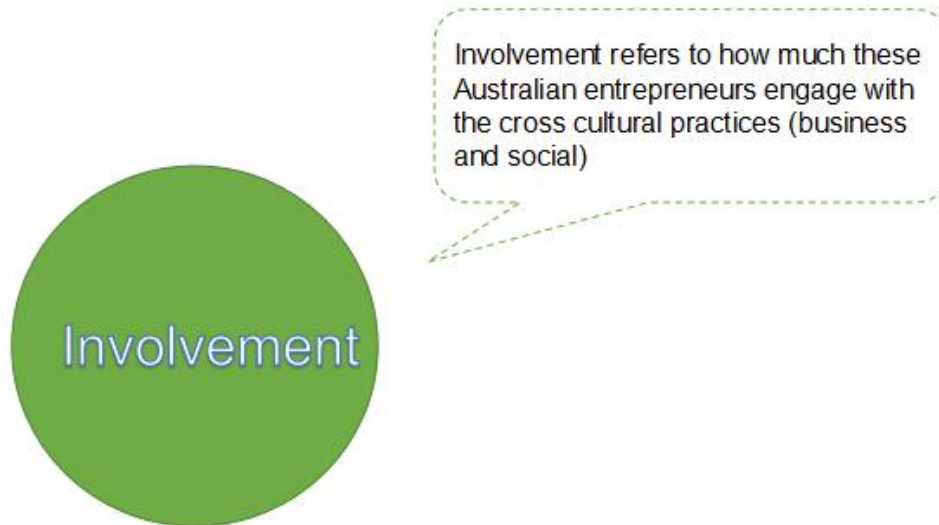 Involvement refers to how much these
Australian entrepreneurs engage with
the cross cultural practices (business
and social)
Involvement